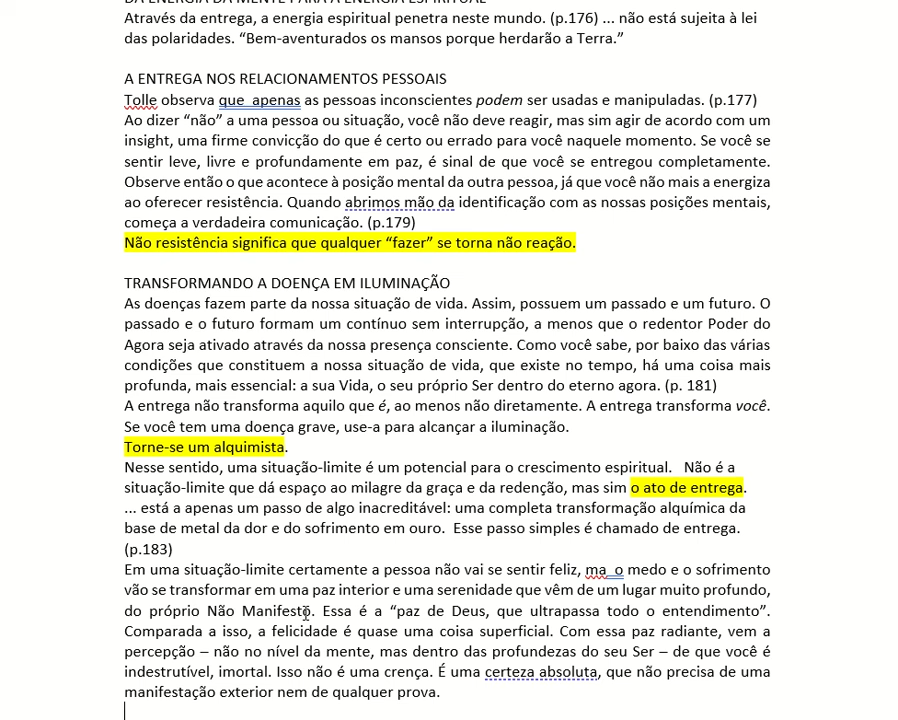 DA ENERGIA DA MENTE PARA A ENERGIA ESPIRITUAL
Através da entrega, a energia espiritual penetra neste mundo. (p.176) ... não está sujeita à lei
das polaridades. “Bem-aventurados os mansos porque herdarão a Terra.”
A ENTREGA NOS RELACIONAMENTOS PESSOAIS
Tolle observa que  apenas as pessoas inconscientes podem ser usadas e manipuladas. (p.177)
Ao dizer “não” a uma pessoa ou situação, você não deve reagir, mas sim agir de acordo com um
insight, uma firme convicção do que é certo ou errado para você naquele momento. Se você se
sentir leve, livre e profundamente em paz, é sinal de que você se entregou completamente.
Observe então o que acontece à posição mental da outra pessoa, já que você não mais a energiza
ao oferecer resistência. Quando abrimos mão da identificação com as nossas posições mentais,
começa a verdadeira comunicação. (p.179)
Não resistência significa que qualquer “fazer” se torna não reação.
TRANSFORMANDO A DOENÇA EM ILUMINAÇÃO
As doenças fazem parte da nossa situação de vida. Assim, possuem um passado e um futuro. O
passado e o futuro formam um contínuo sem interrupção, a menos que o redentor Poder do
Agora seja ativado através da nossa presença consciente. Como você sabe, por baixo das várias
condições que constituem a nossa situação de vida, que existe no tempo, há uma coisa mais
profunda, mais essencial: a sua Vida, o seu próprio Ser dentro do eterno agora. (p. 181)
A entrega não transforma aquilo que é, ao menos não diretamente. A entrega transforma você.
Se você tem uma doença grave, use-a para alcançar a iluminação.
Torne-se um alquimista.
Nesse sentido, uma situação-limite é um potencial para o crescimento espiritual.   Não é a
situação-limite que dá espaço ao milagre da graça e da redenção, mas sim o ato de entrega.
... está a apenas um passo de algo inacreditável: uma completa transformação alquímica da
base de metal da dor e do sofrimento em ouro.  Esse passo simples é chamado de entrega.
(p.183)
Em uma situação-limite certamente a pessoa não vai se sentir feliz, ma  o medo e o sofrimento
vão se transformar em uma paz interior e uma serenidade que vêm de um lugar muito profundo,
do próprio Não Manifesto. Essa é a “paz de Deus, que ultrapassa todo o entendimento”.
Comparada a isso, a felicidade é quase uma coisa superficial. Com essa paz radiante, vem a
percepção – não no nível da mente, mas dentro das profundezas do seu Ser – de que você é
indestrutível, imortal. Isso não é uma crença. É uma certeza absoluta, que não precisa de uma
manifestação exterior nem de qualquer prova.